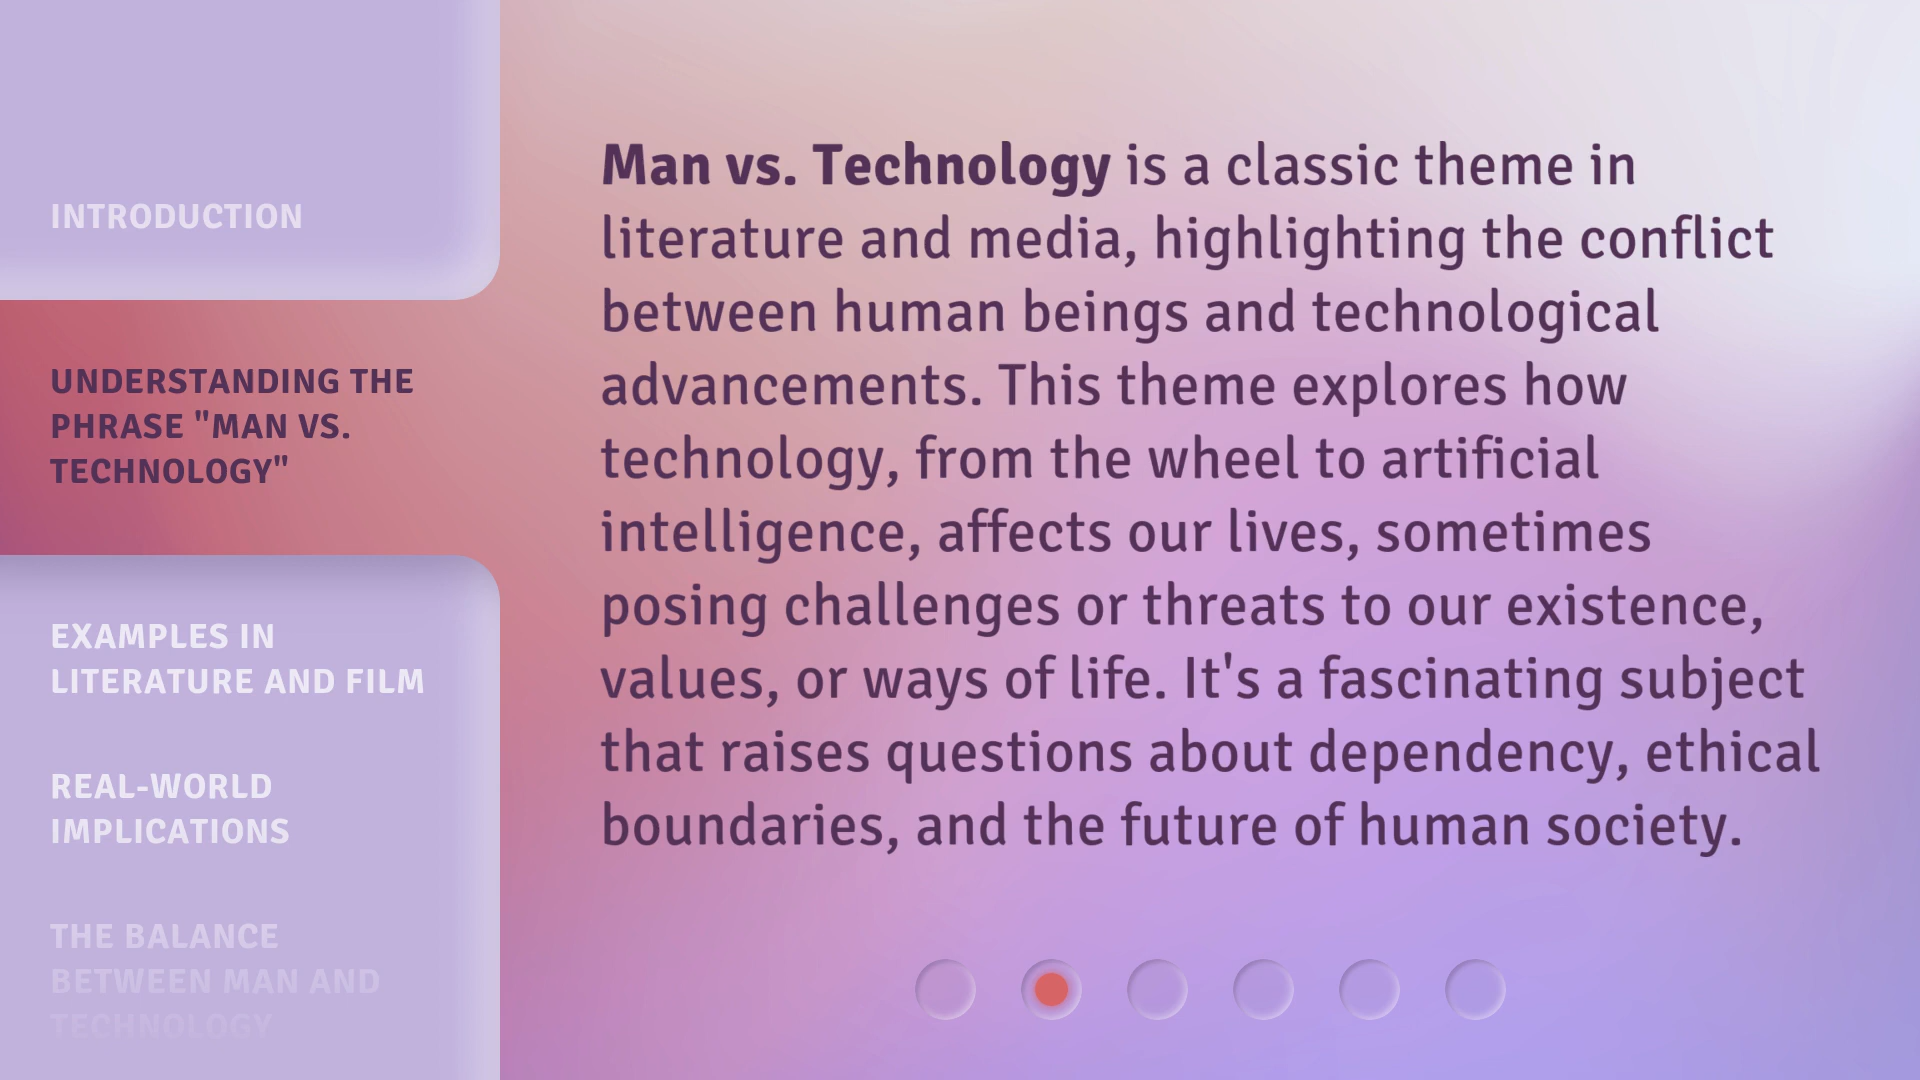 INTRODUCTION
UNDERSTANDING THE
PHRASE "MAN VS.
TECHNOLOGY"
EXAMPLES IN
LITERATURE AND FILM
REAL-WORLD
IMPLICATIONS
THE BALANCE
BETWEEN MAN AND
TECHNOLOGY
Man vs. Technology is a classic theme in
literature and media, highlighting the conflict
between human beings and technological
advancements. This theme explores how
technology, from the wheel to artificial
intelligence, affects our lives, sometimes
posing challenges or threats to our existence,
values, or ways of life. It's a fascinating subject
that raises questions about dependency, ethical
boundaries, and the future of human society.